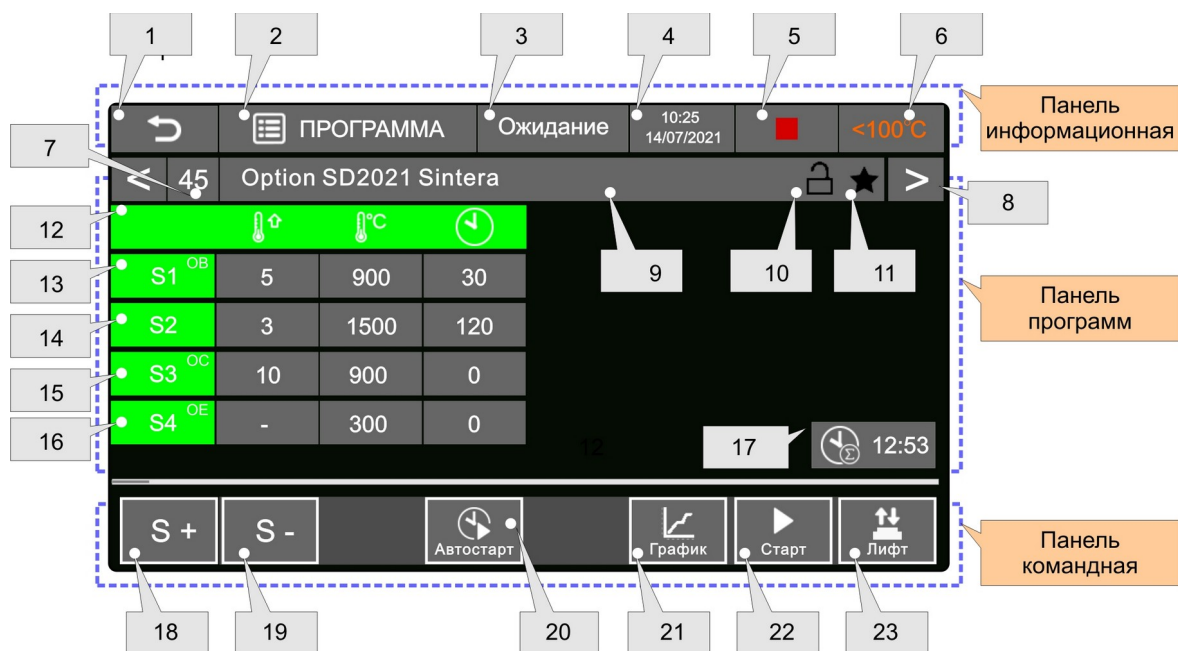 1 2 3 4 5 6
Панель
информационная
ПРОГРАММА Ожидание 10:25
14/07/2021 <100°C
7
< 45 Option SD2021 Sintera >
8
12 °C
9 10 11
13 S1 OB 5 900 30
Панель
программ
14 S2 3 1500 120
15 S3 OC 10 900 0
16 S4 OE - 300 0
12 17 Σ 12:53
S + S - Автостарт График Старт Лифт
Панель
командная
18 19 20 21 22 23